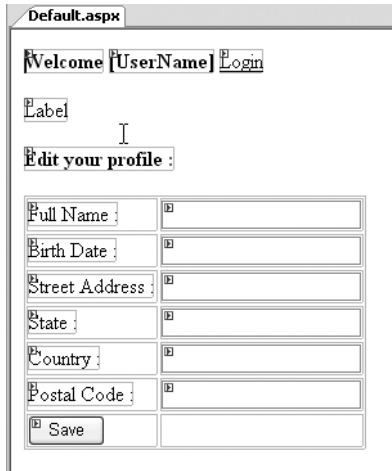 Default.aspx
Welcome [UserName] Login
Label
Edit your profile :
Full Name :
Birth Date :
Street Address :
State :
Country :
Postal Code :
Save